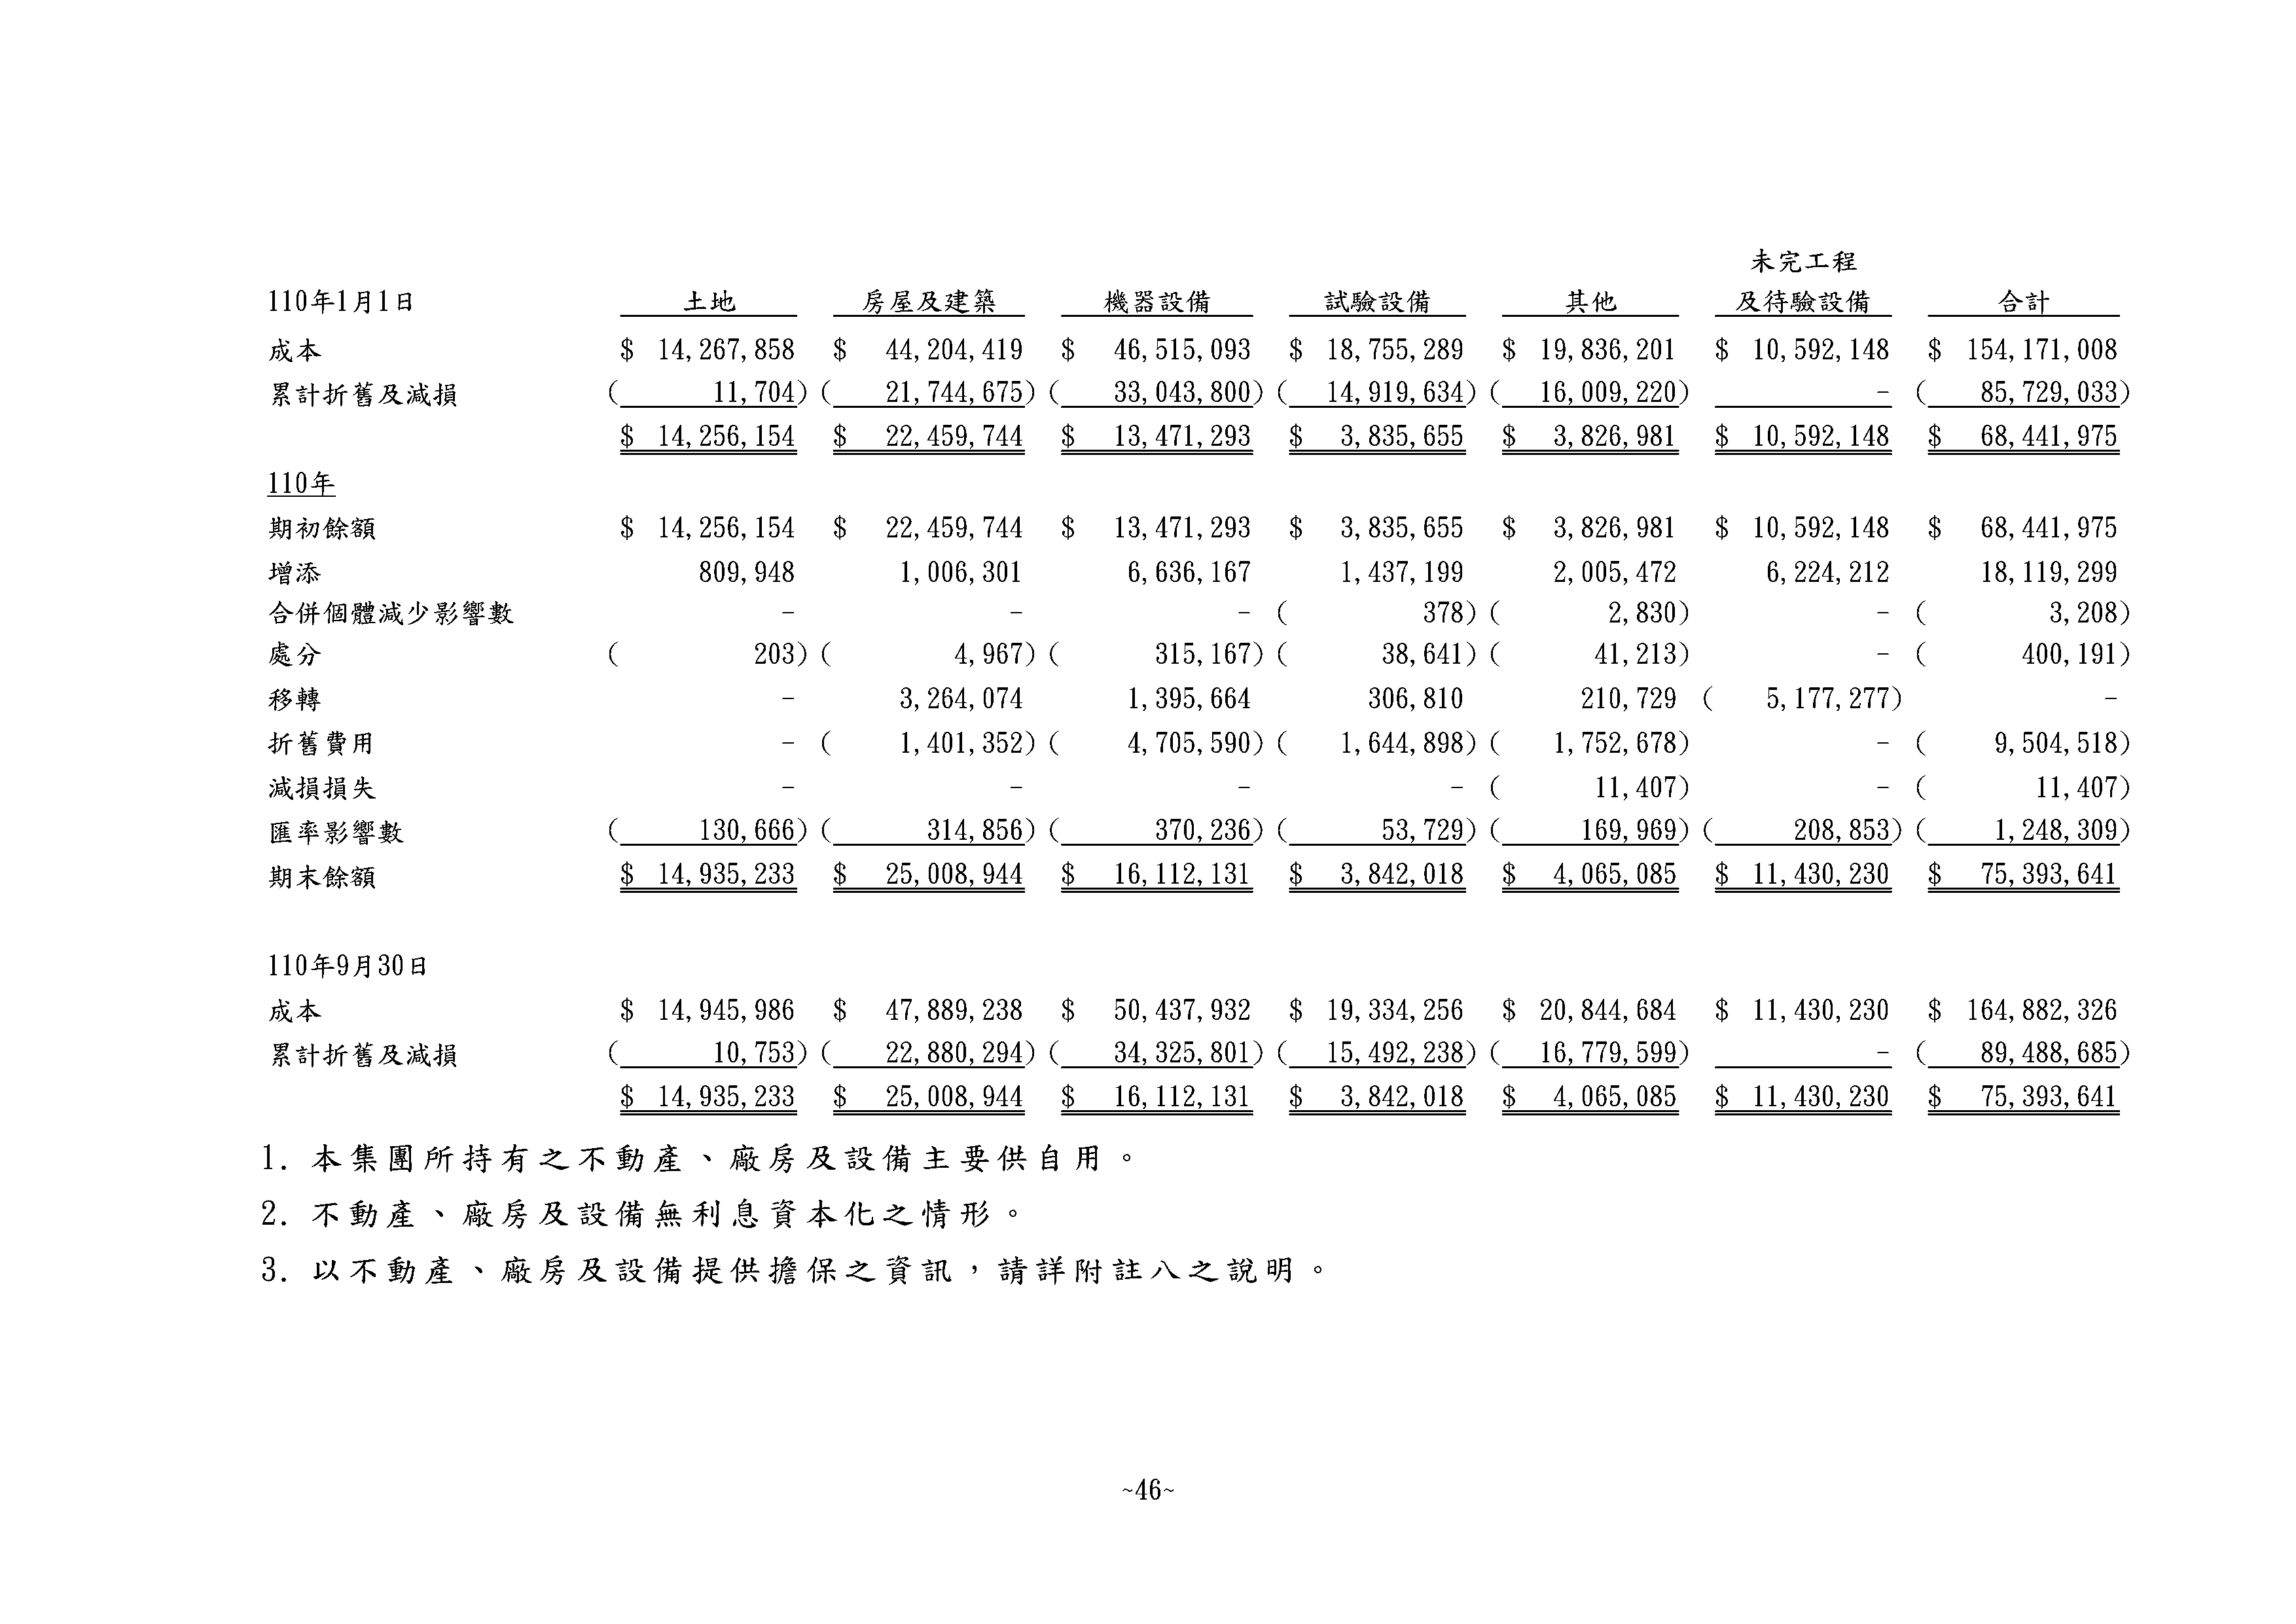 未完工程
110年1月1日 土地 房屋及建築 機器設備 試驗設備 其他 及待驗設備 合計
成本 $ 14,267,858 $ 44,204,419 $ 46,515,093 $ 18,755,289 $ 19,836,201 $ 10,592,148 $ 154,171,008
累計折舊及減損 ( 11,704) ( 21,744,675) ( 33,043,800) ( 14,919,634) ( 16,009,220) - ( 85,729,033)
$ 14,256,154 $ 22,459,744 $ 13,471,293 $ 3,835,655 $ 3,826,981 $ 10,592,148 $ 68,441,975
110年
期初餘額 $ 14,256,154 $ 22,459,744 $ 13,471,293 $ 3,835,655 $ 3,826,981 $ 10,592,148 $ 68,441,975
增添 809,948 1,006,301 6,636,167 1,437,199 2,005,472 6,224,212 18,119,299
合併個體減少影響數 - - - ( 378) ( 2,830) - ( 3,208)
處分 ( 203) ( 4,967) ( 315,167) ( 38,641) ( 41,213) - ( 400,191)
移轉 - 3,264,074 1,395,664 306,810 210,729 ( 5,177,277) -
折舊費用 - ( 1,401,352) ( 4,705,590) ( 1,644,898) ( 1,752,678) - ( 9,504,518)
減損損失 - - - - ( 11,407) - ( 11,407)
匯率影響數 ( 130,666) ( 314,856) ( 370,236) ( 53,729) ( 169,969) ( 208,853) ( 1,248,309)
期末餘額 $ 14,935,233 $ 25,008,944 $ 16,112,131 $ 3,842,018 $ 4,065,085 $ 11,430,230 $ 75,393,641
110年9月30日
成本 $ 14,945,986 $ 47,889,238 $ 50,437,932 $ 19,334,256 $ 20,844,684 $ 11,430,230 $ 164,882,326
累計折舊及減損 ( 10,753) ( 22,880,294) ( 34,325,801) ( 15,492,238) ( 16,779,599) - ( 89,488,685)
$ 14,935,233 $ 25,008,944 $ 16,112,131 $ 3,842,018 $ 4,065,085 $ 11,430,230 $ 75,393,641
1. 本集團所持有之不動產、廠房及設備主要供自用。
2. 不動產、廠房及設備無利息資本化之情形。
3. 以不動產、廠房及設備提供擔保之資訊，請詳附註八之說明。
~46~